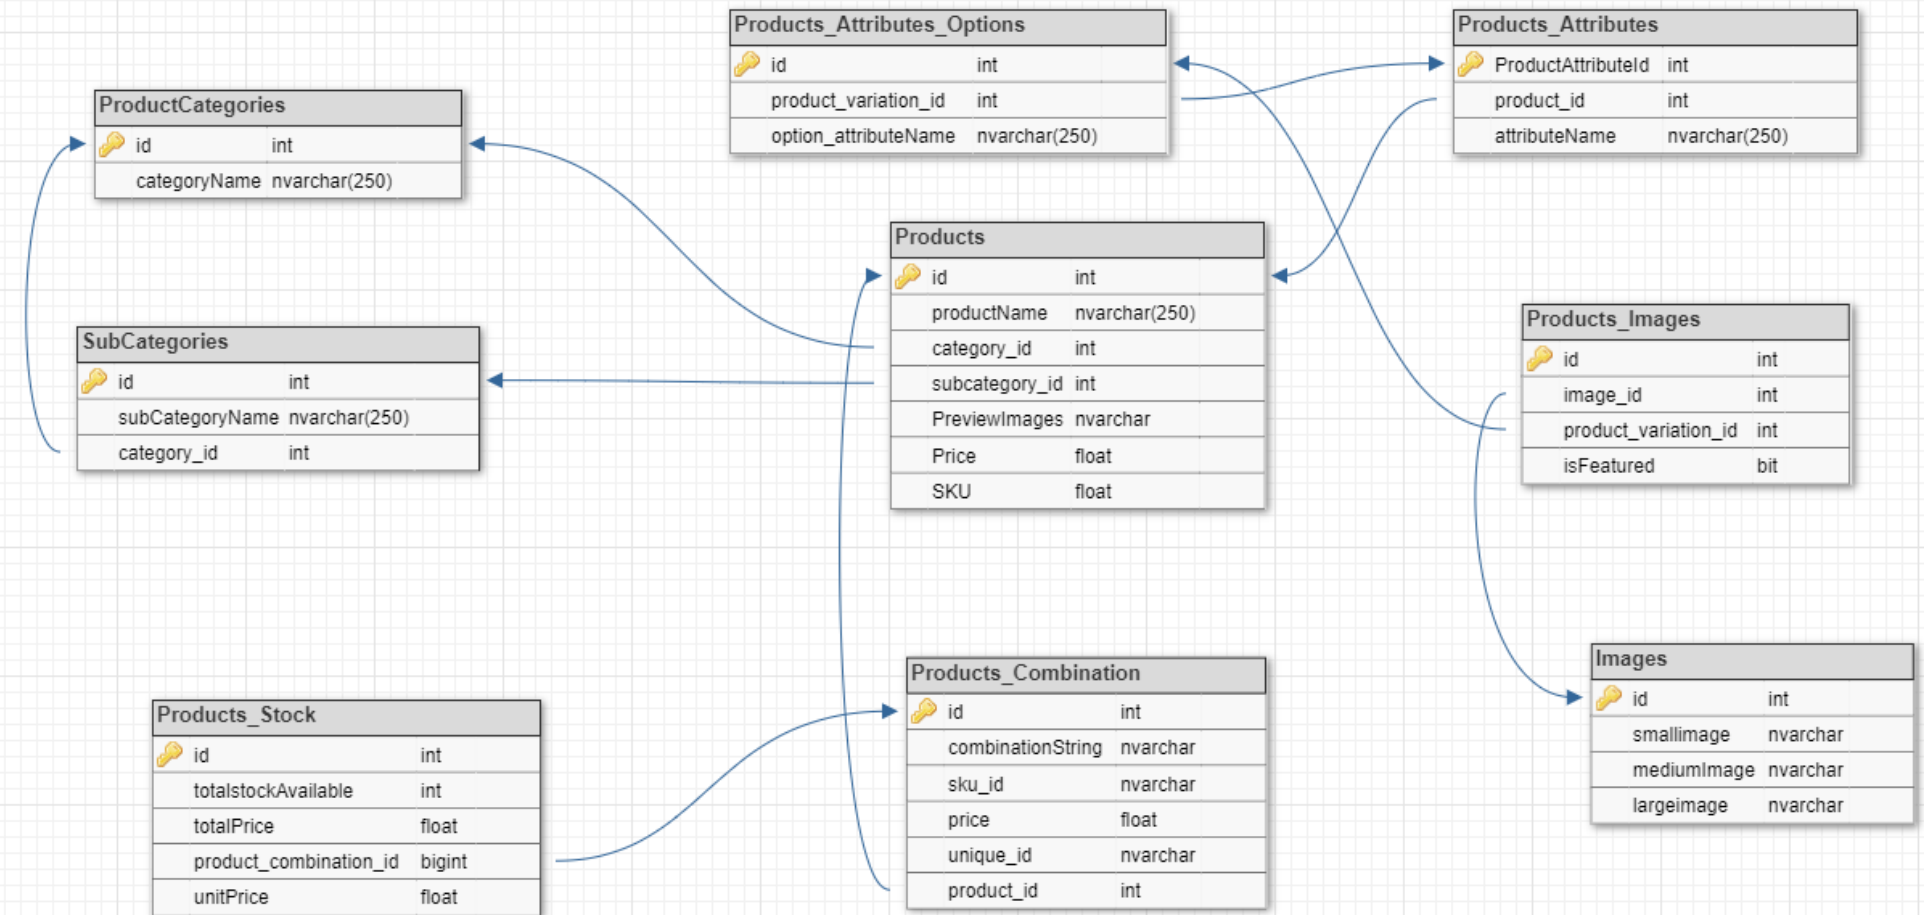 Products_Attributes_Options
id int
product_variation_id int
option_attributeName nvarchar(250)
Products_Attributes
ProductAttributeId int
product_id int
attributeName nvarchar(250)
ProductCategories
id int
categoryName nvarchar(250)
Products
id int
productName nvarchar(250)
category_id int
subcategory_id int
PreviewImages nvarchar
Price float
SKU float
Products_Images
id int
image_id int
product_variation_id int
isFeatured bit
SubCategories
id int
subCategoryName nvarchar(250)
category_id int
Images
id int
smallimage nvarchar
mediumImage nvarchar
largeimage nvarchar
Products_Combination
id int
combinationString nvarchar
sku_id nvarchar
price float
unique_id nvarchar
product_id int
Products_Stock
id int
totalstockAvailable int
totalPrice float
product_combination_id bigint
unitPrice float